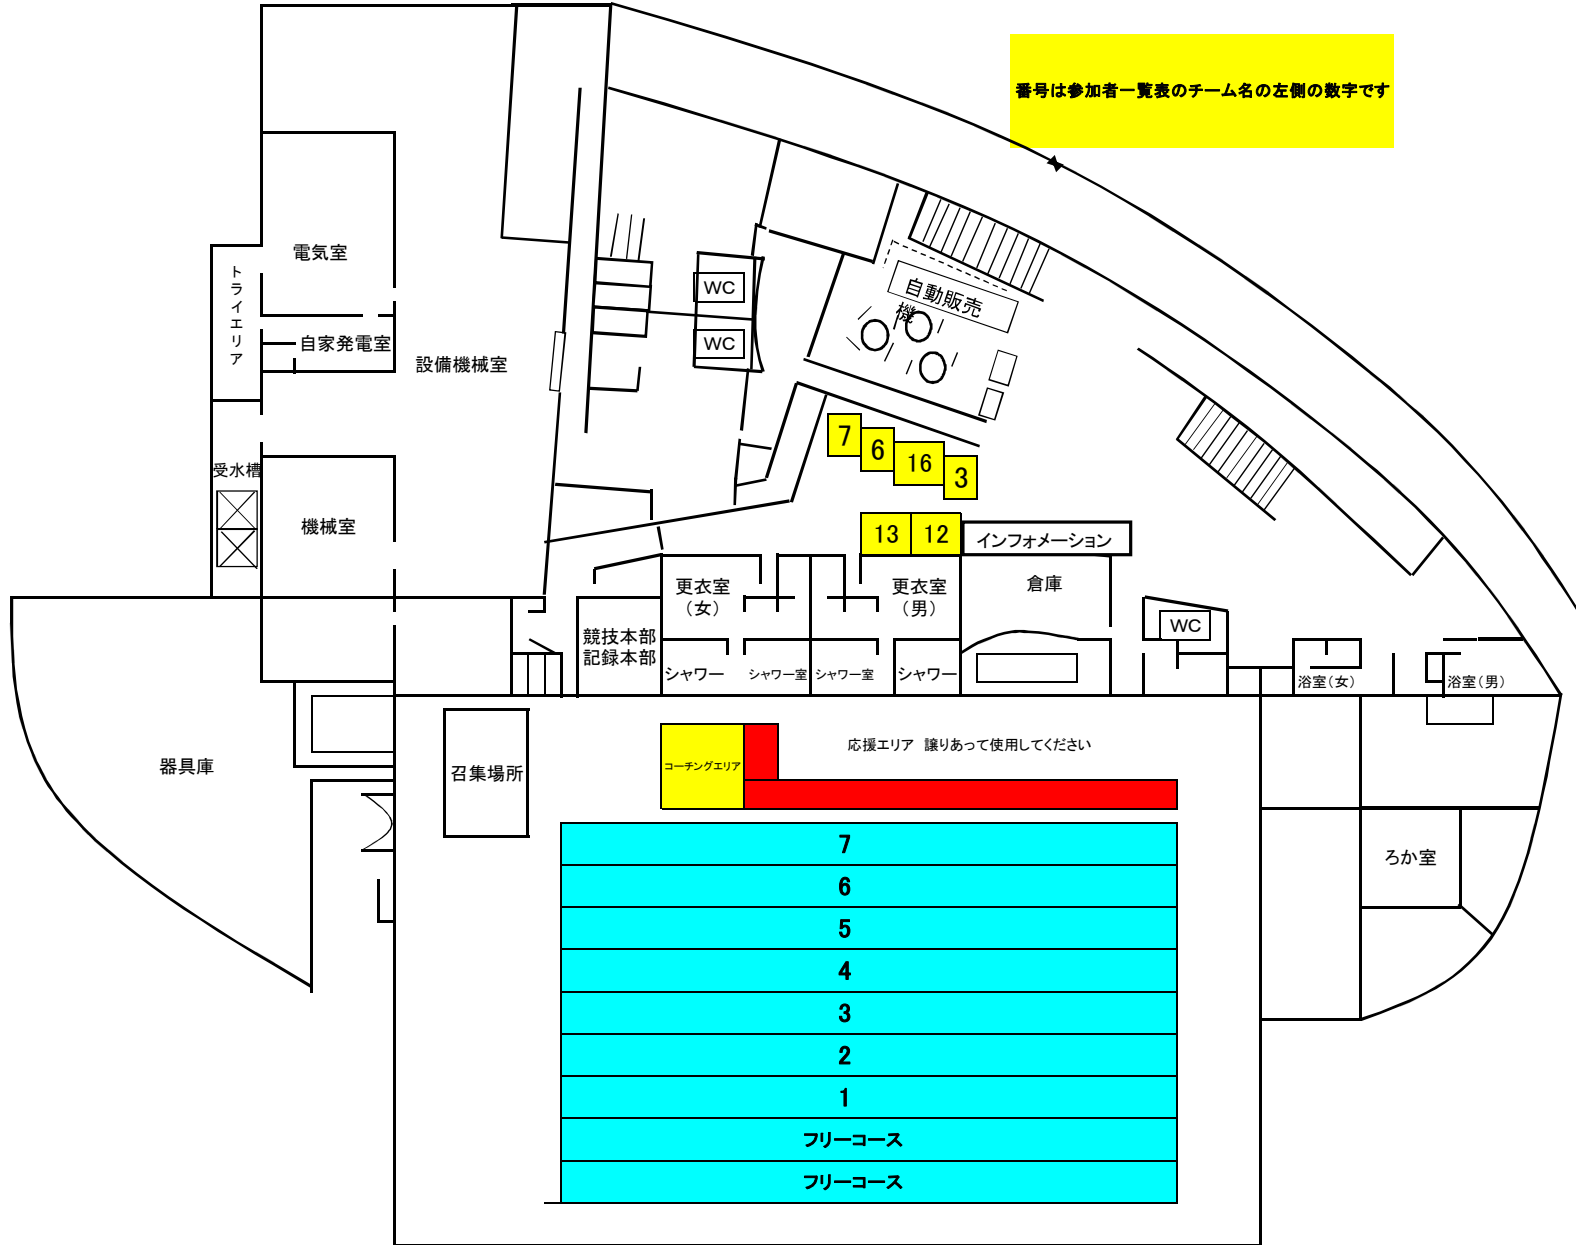 番号は参加者一覧表のチーム名の左側の数字です
電気室
トライエリア
自家発電室
設備機械室
WC
WC
自動販売
機
7
6
16
3
受水槽
機械室
13
12
インフォメーション
更衣室
（女）
更衣室
（男）
倉庫
競技本部
記録本部
WC
シャワー
シャワー室
シャワー室
シャワー
浴室（女）
浴室（男）
器具庫
召集場所
コーチングエリア
応援エリア 譲りあって使用してください
7
6
5
4
3
2
1
フリーコース
フリーコース
ろか室